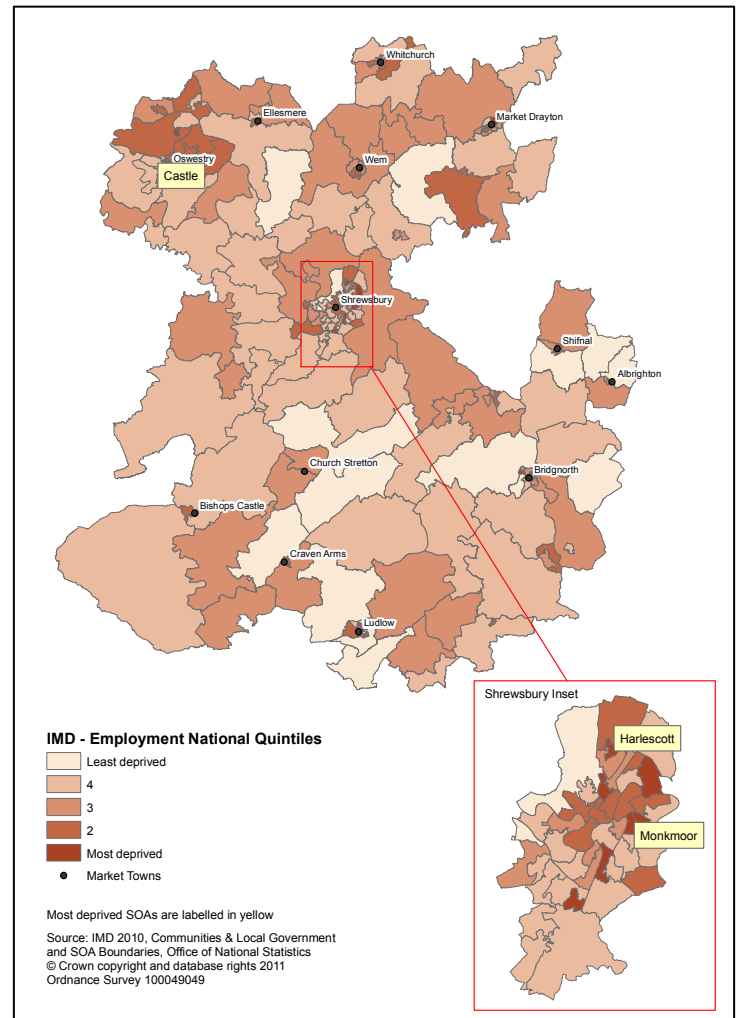 Whitchurch
Ellesmere
Market Drayton
Oswestry
Wem
Castle
Shrewsbury
Shifnal
Albrighton
Church Stretton
Bridgnorth
Bishops Castle
Craven Arms
Ludlow
Shrewsbury Inset
Harlescott
Monkmoor
IMD - Employment National Quintiles
Least deprived
4
3
2
Most deprived
Market Towns
Most deprived SOAs are labelled in yellow
Source: IMD 2010, Communities & Local Government
and SOA Boundaries, Office of National Statistics
© Crown copyright and database rights 2011
Ordnance Survey 100049049